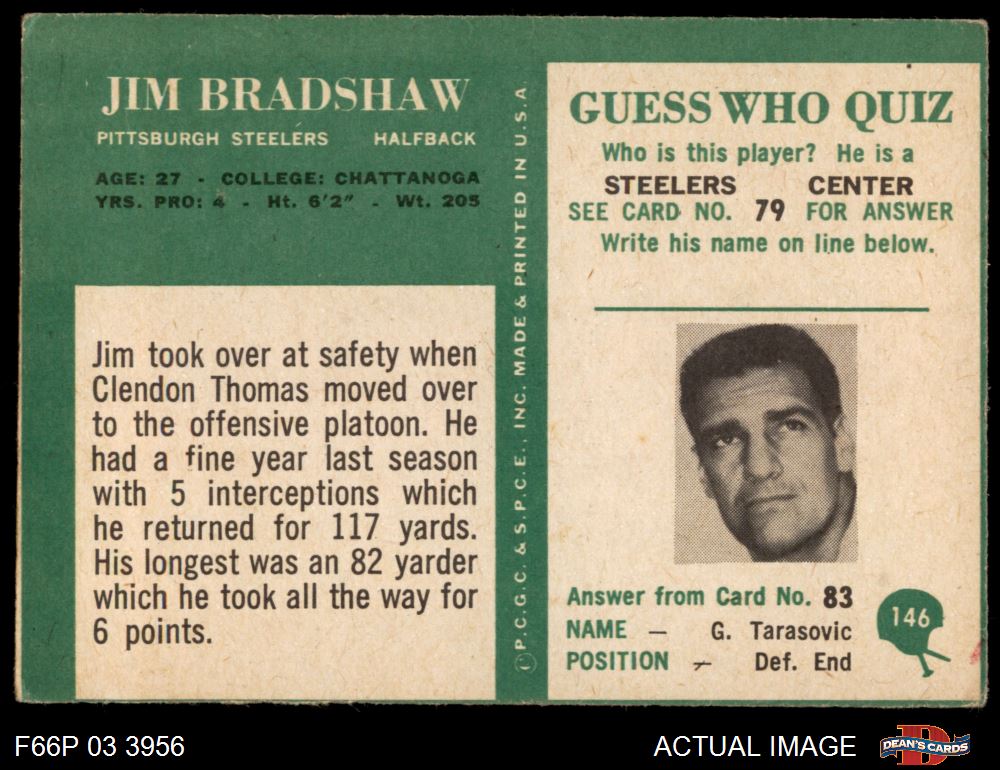 JIM BRADSHAW
PITTSBURGH STEELERS HALFBACK
AGE: 27 - COLLEGE: CHATTANOGA
YRS. PRO: 4 - Ht. 6'2" - Wt. 205
Jim took over at safety when
Clendon Thomas moved over
to the offensive platoon. He
had a fine year last season
with 5 interceptions which
he returned for 117 yards.
His longest was an 82 yarder
which he took all the way for
6 points.
© P.C.G.C. & S.P.C.E., INC. MADE & PRINTED IN U.S.A.
GUESS WHO QUIZ
Who is this player? He is a
STEELERS CENTER
SEE CARD NO. 79 FOR ANSWER
Write his name on line below.
Answer from Card No. 83
NAME — G. Tarasovic
POSITION — Def. End
146
F66P 03 3956
ACTUAL IMAGE
D
DEAN'S CARDS